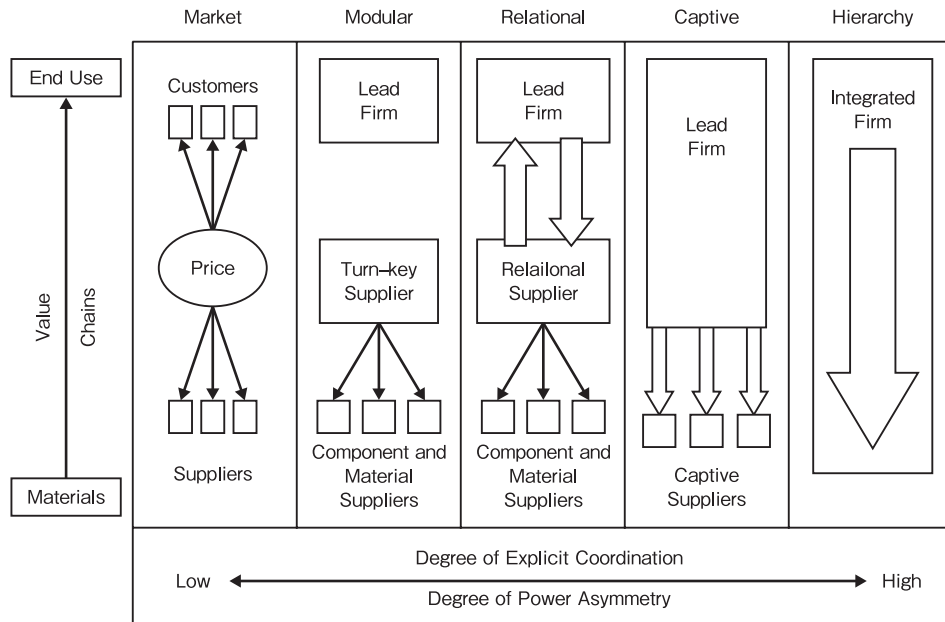 Market
Modular
Relational
Captive
Hierarchy
End Use
Value
Chains
Materials
Customers
Price
Suppliers
Lead
Firm
Turn–key
Supplier
Component and
Material
Suppliers
Lead
Firm
Relailonal
Supplier
Component and
Material
Suppliers
Lead
Firm
Captive
Suppliers
Integrated
Firm
Degree of Explicit Coordination
Low
High
Degree of Power Asymmetry